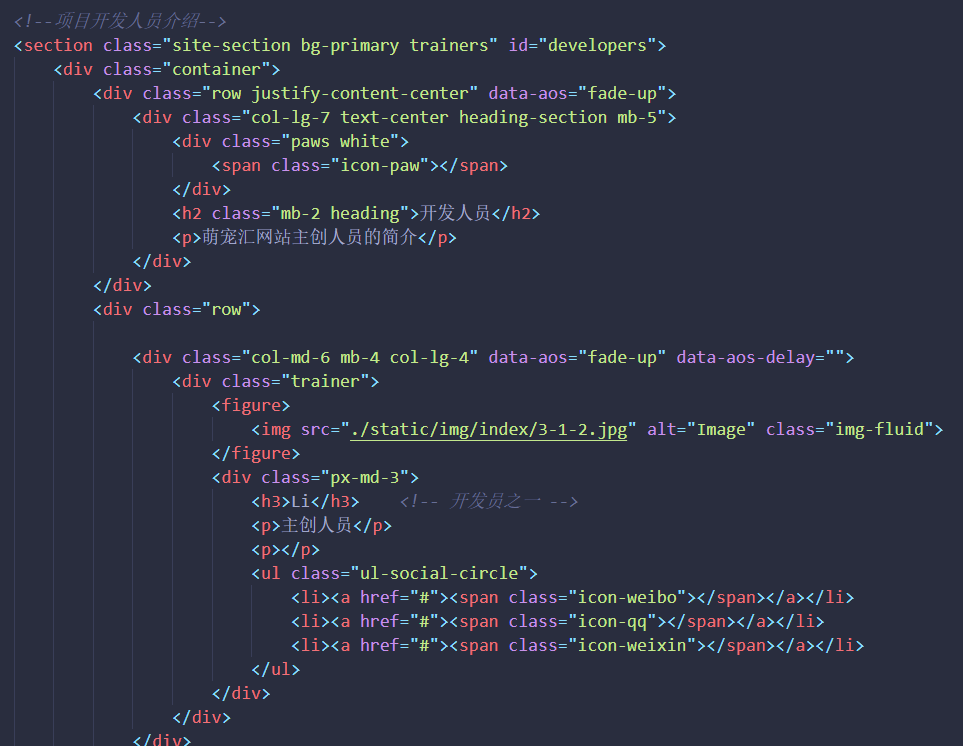 <!--项目开发人员介绍-->
<section class="site-section bg-primary trainers" id="developers">
<div class="container">
<div class="row justify-content-center" data-aos="fade-up">
<div class="col-lg-7 text-center heading-section mb-5">
<div class="paws white">
<span class="icon-paw"></span>
</div>
<h2 class="mb-2 heading">开发人员</h2>
<p>萌宠汇网站主创人员的简介</p>
</div>
</div>
<div class="row">
<div class="col-md-6 mb-4 col-lg-4" data-aos="fade-up" data-aos-delay="">
<div class="trainer">
<figure>
<img src="./static/img/index/3-1-2.jpg" alt="Image" class="img-fluid">
</figure>
<div class="px-md-3">
<h3>Li</h3>    <!-- 开发员之一 -->
<p>主创人员</p>
<p></p>
<ul class="ul-social-circle">
<li><a href="#"><span class="icon-weibo"></span></a></li>
<li><a href="#"><span class="icon-qq"></span></a></li>
<li><a href="#"><span class="icon-weixin"></span></a></li>
</ul>
</div>
</div>
</div>